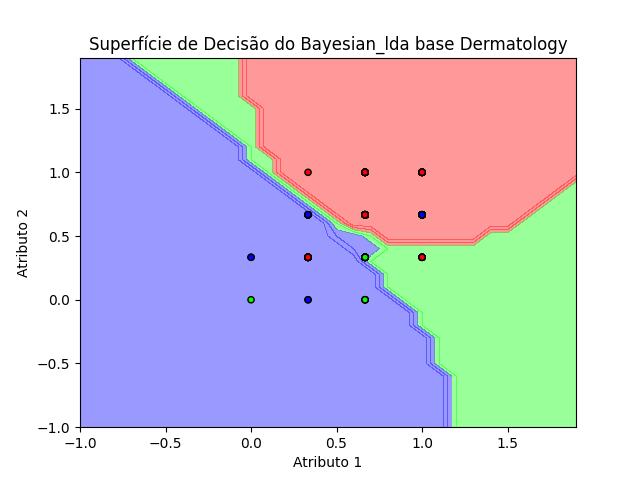 Superfície de Decisão do Bayesian_lda base Dermatology
Atributo 2
1.5
1.0
0.5
0.0
−0.5
−1.0
−1.0 −0.5 0.0 0.5 1.0 1.5
Atributo 1